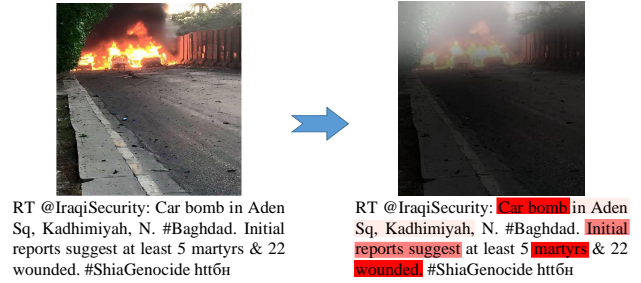 RT @IraqiSecurity: Car bomb in Aden
Sq, Kadhimiyah, N. #Baghdad. Initial
reports suggest at least 5 martyrs & 22
wounded. #ShiaGenocide httбн
RT @IraqiSecurity: Car bomb in Aden
Sq, Kadhimiyah, N. #Baghdad. Initial
reports suggest at least 5 martyrs & 22
wounded. #ShiaGenocide httбн